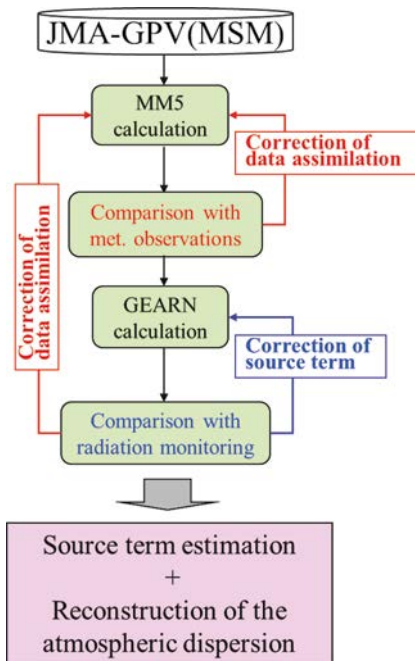 JMA-GPV(MSM)
MM5
calculation
Correction of
data assimilation
Comparison with
met. observations
Correction of
data assimilation
GEARN
calculation
Correction of
source term
Comparison with
radiation monitoring
Source term estimation
+
Reconstruction of the
atmospheric dispersion